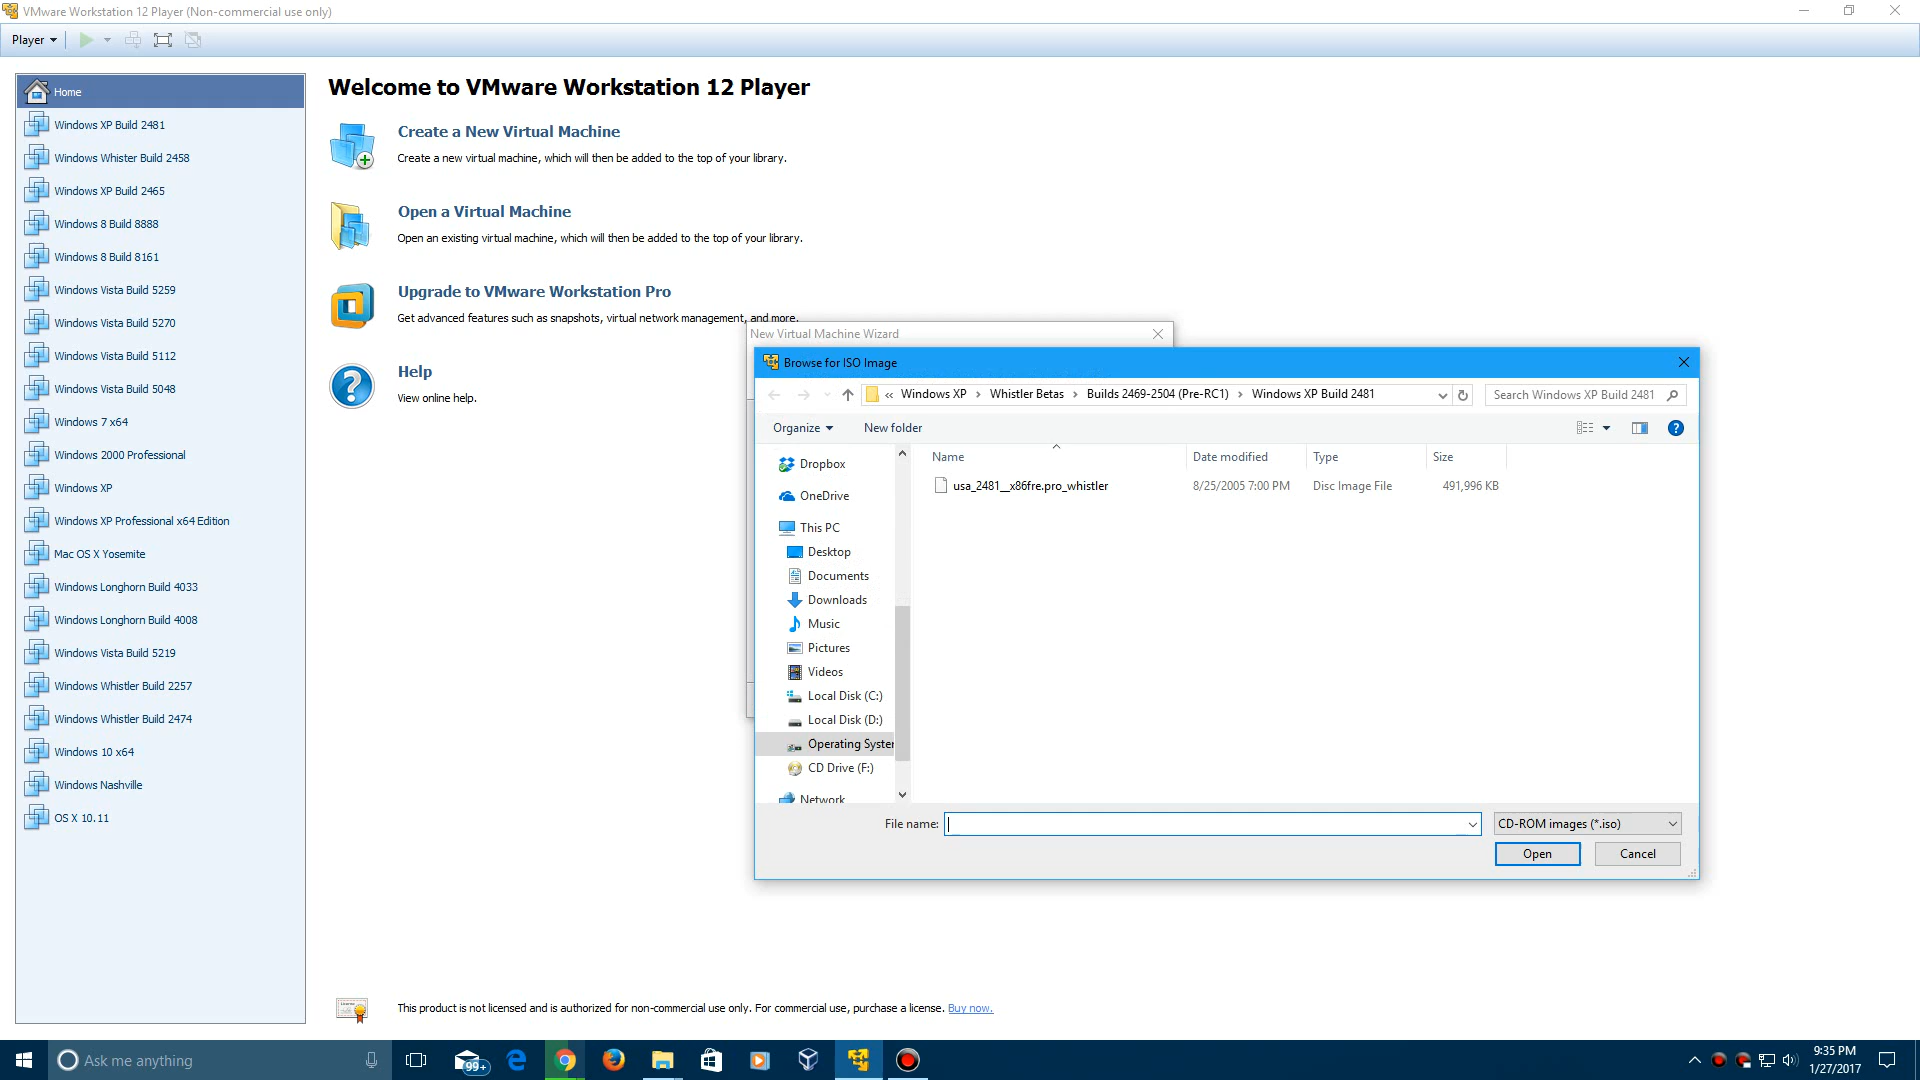 VMware Workstation 12 Player (Non-commercial use only)
Player
Home
Windows XP Build 2481
Windows Whister Build 2458
Windows XP Build 2465
Windows 8 Build 8888
Windows 8 Build 8161
Windows Vista Build 5259
Windows Vista Build 5270
Windows Vista Build 5112
Windows Vista Build 5048
Windows 7 x64
Windows 2000 Professional
Windows XP
Windows XP Professional x64 Edition
Mac OS X Yosemite
Windows Longhorn Build 4033
Windows Longhorn Build 4008
Windows Vista Build 5219
Windows Whistler Build 2257
Windows Whistler Build 2474
Windows 10 x64
Windows Nashville
OS X 10.11
Welcome to VMware Workstation 12 Player
Create a New Virtual Machine
Create a new virtual machine, which will then be added to the top of your library.
Open a Virtual Machine
Open an existing virtual machine, which will then be added to the top of your library.
Upgrade to VMware Workstation Pro
Get advanced features such as snapshots, virtual network management, and more.
Help
View online help.
New Virtual Machine Wizard
Browse for ISO Image
« Windows XP › Whistler Betas › Builds 2469-2504 (Pre-RC1) › Windows XP Build 2481
Search Windows XP Build 2481
Organize New folder
Name Date modified Type Size
usa_2481__x86fre.pro_whistler 8/25/2005 7:00 PM Disc Image File 491,996 KB
Dropbox
OneDrive
This PC
Desktop
Documents
Downloads
Music
Pictures
Videos
Local Disk (C:)
Local Disk (D:)
Operating Syster
CD Drive (F:)
Network
File name:
CD-ROM images (*.iso)
Open Cancel
This product is not licensed and is authorized for non-commercial use only. For commercial use, purchase a license. Buy now.
Ask me anything
99+
9:35 PM
1/27/2017